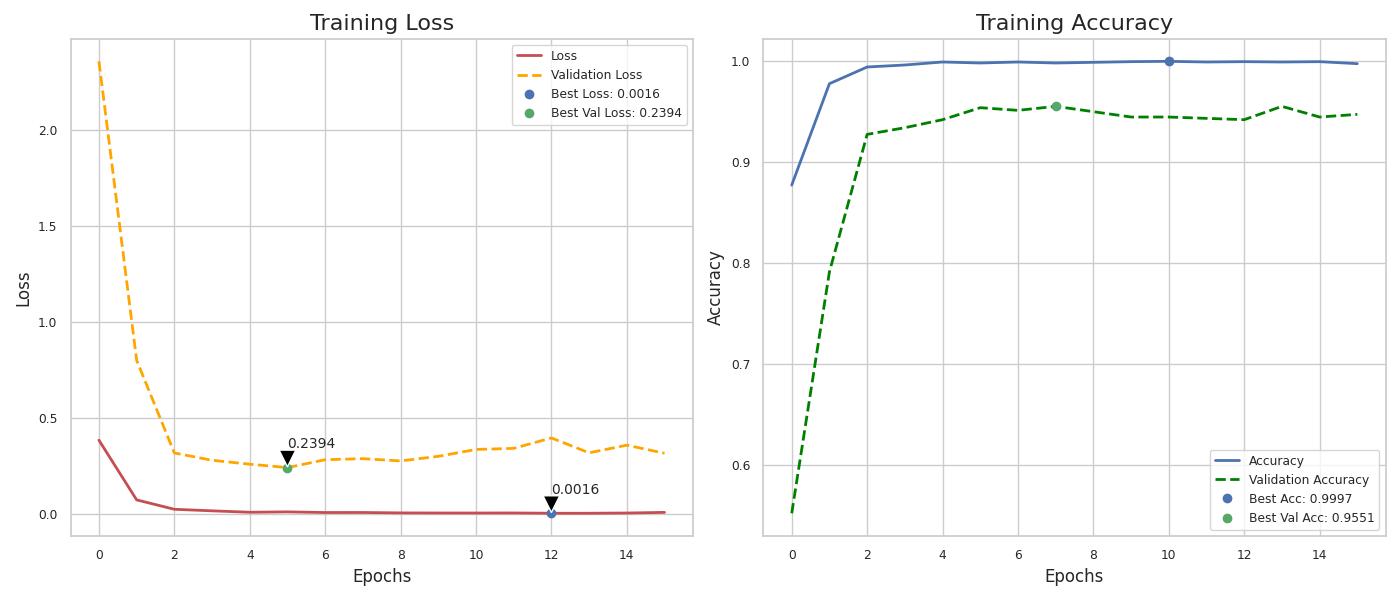 Training Loss
Loss
Validation Loss
Best Loss: 0.0016
Best Val Loss: 0.2394
2.0
1.5
1.0
0.5
0.0
Loss
0.2394
0.0016
0 2 4 6 8 10 12 14
Epochs
Training Accuracy
1.0
0.9
0.8
0.7
0.6
Accuracy
Accuracy
Validation Accuracy
Best Acc: 0.9997
Best Val Acc: 0.9551
0 2 4 6 8 10 12 14
Epochs